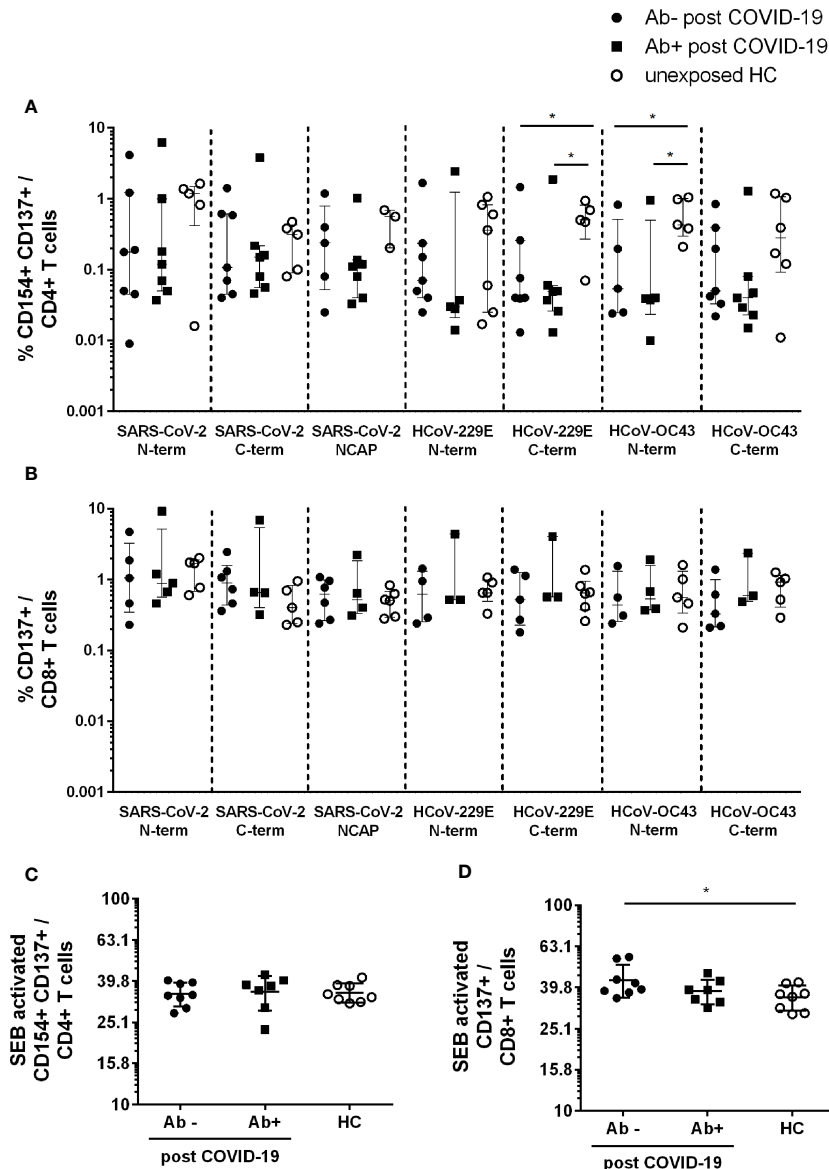 Ab- post COVID-19
Ab+ post COVID-19
unexposed HC
A
% CD154+ CD137+ /
CD4+ T cells
10
1
0.1
0.01
0.001
* *
* *
SARS-CoV-2 SARS-CoV-2 SARS-CoV-2 HCoV-229E HCoV-229E HCoV-OC43 HCoV-OC43
N-term C-term NCAP N-term C-term N-term C-term
B
% CD137+ /
CD8+ T cells
10
1
0.1
0.01
0.001
SARS-CoV-2 SARS-CoV-2 SARS-CoV-2 HCoV-229E HCoV-229E HCoV-OC43 HCoV-OC43
N-term C-term NCAP N-term C-term N-term C-term
C
SEB activated
CD154+ CD137+ /
CD4+ T cells
100
63.1
39.8
25.1
15.8
10
Ab - Ab+ HC
post COVID-19
D
SEB activated
CD137+ /
CD8+ T cells
100
63.1
39.8
25.1
15.8
10
*
Ab - Ab+ HC
post COVID-19